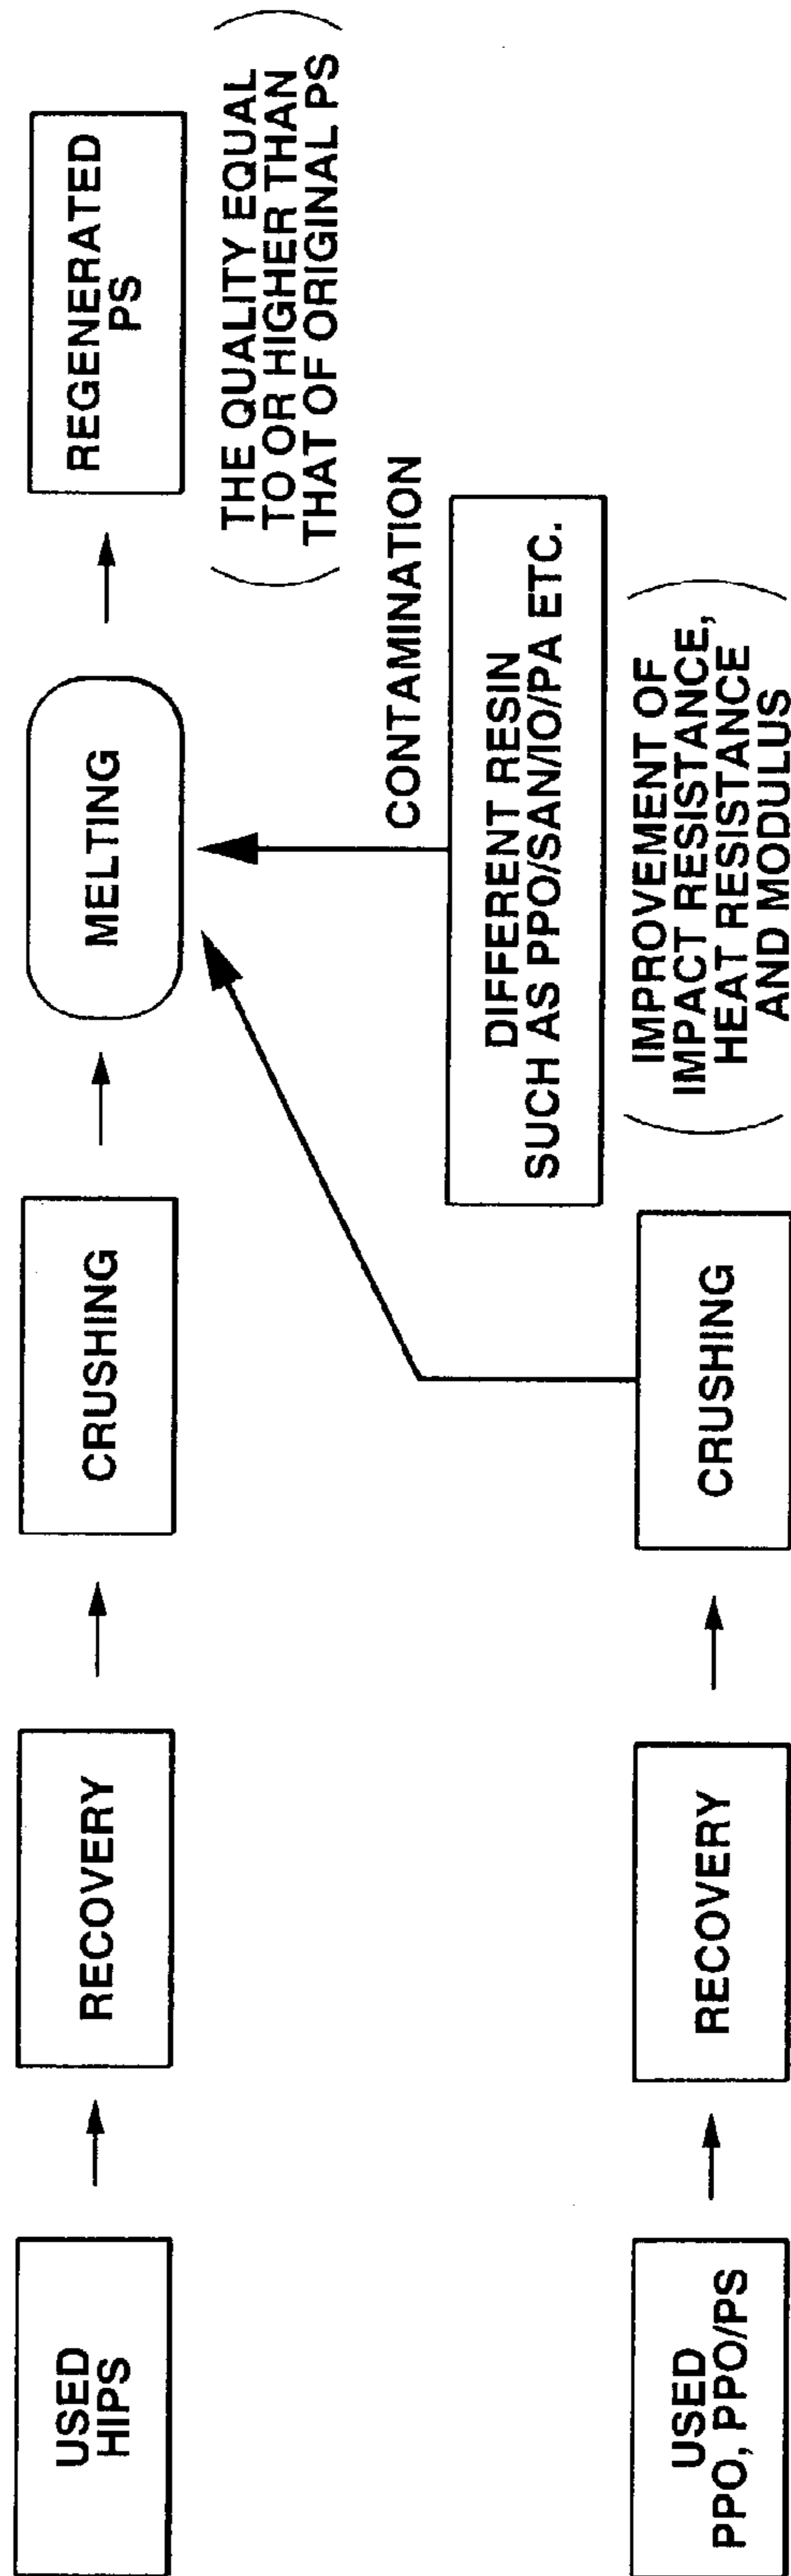 USED
HIPS
RECOVERY
CRUSHING
MELTING
REGENERATED
PS
( THE QUALITY EQUAL
TO OR HIGHER THAN
THAT OF ORIGINAL PS )
CONTAMINATION
DIFFERENT RESIN
SUCH AS PPO/SAN/IO/PA ETC.
( IMPROVEMENT OF
IMPACT RESISTANCE,
HEAT RESISTANCE
AND MODULUS )
USED
PPO, PPO/PS
RECOVERY
CRUSHING